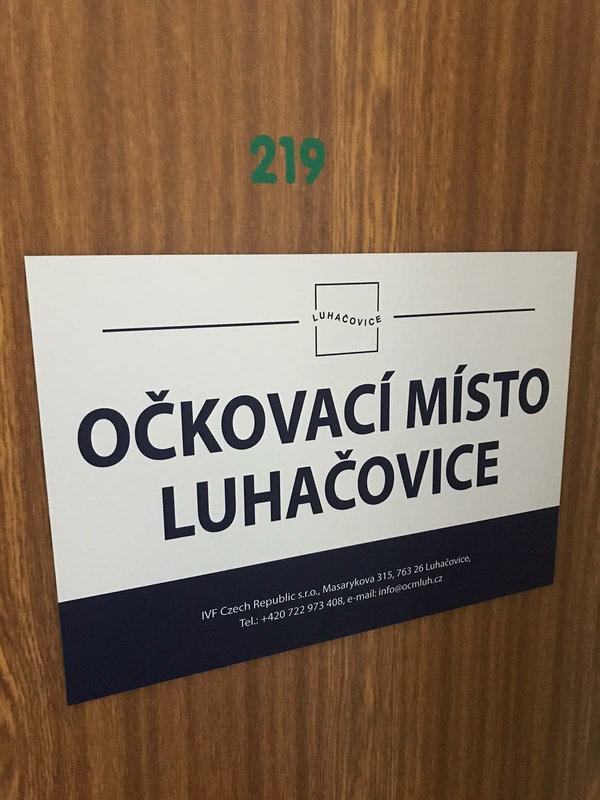 219
LUHAČOVICE
OČKOVACÍ MÍSTO
LUHAČOVICE
IVF Czech Republic s.r.o., Masarykova 315, 763 26 Luhačovice,
Tel.: +420 722 973 408, e-mail: info@ocmluh.cz